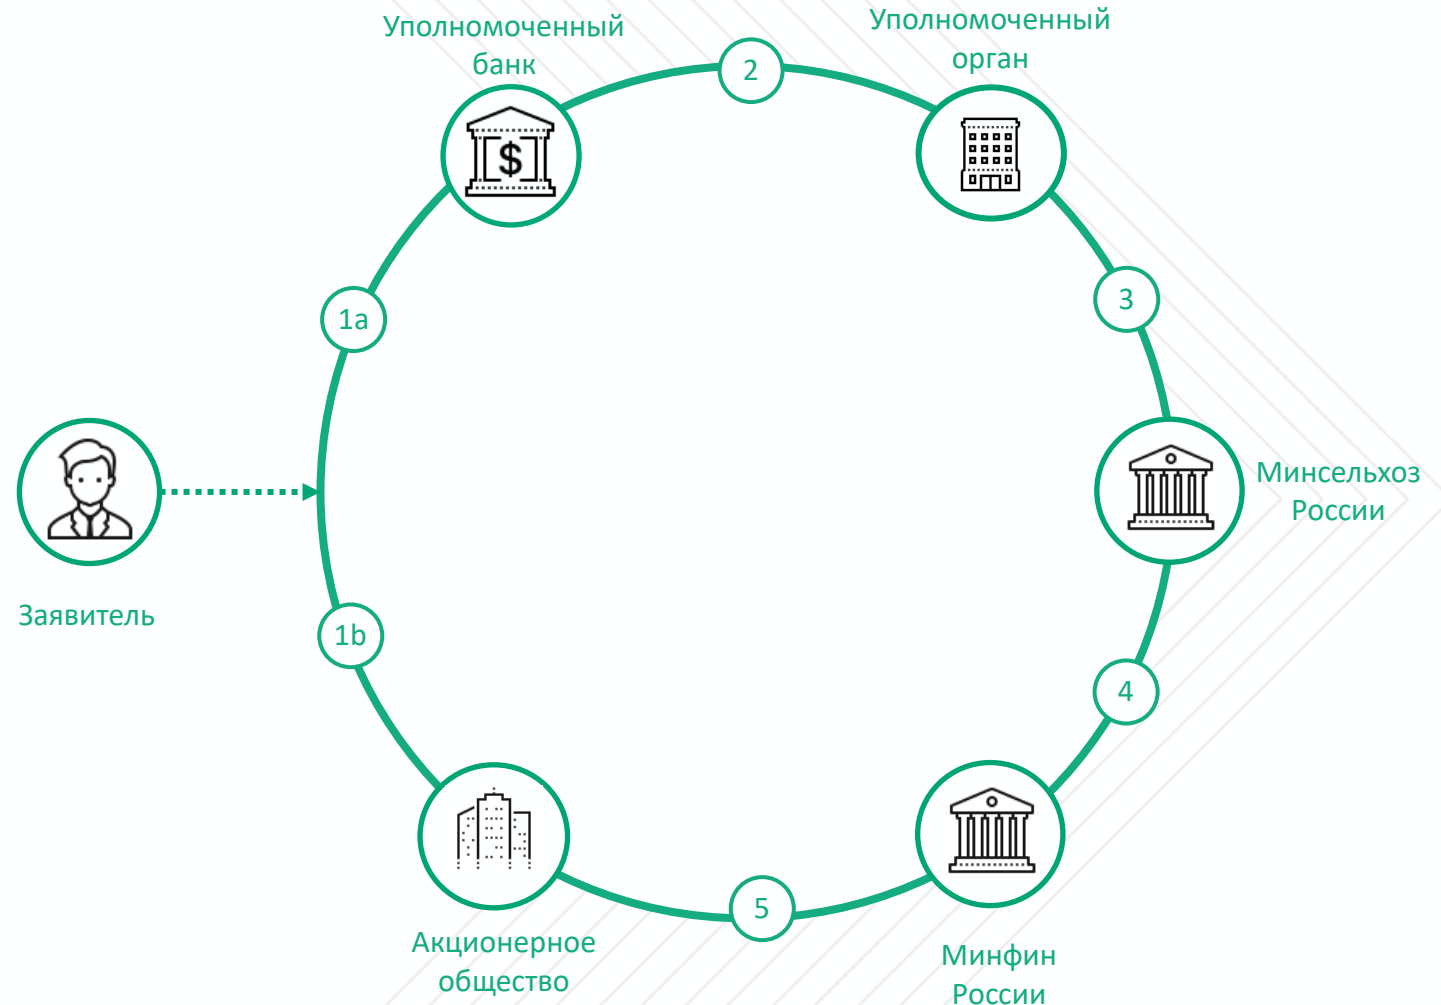 Уполномоченный
банк
Уполномоченный
орган
2
$
1a
3
Минсельхоз
России
Заявитель
1b
4
5
Акционерное
общество
Минфин
России